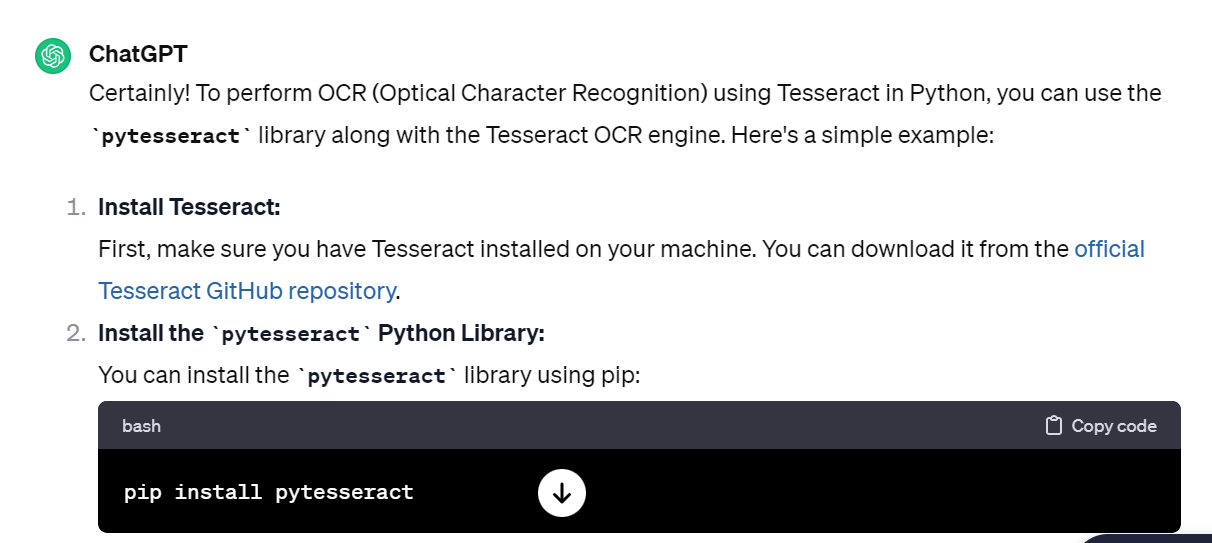 ChatGPT
Certainly! To perform OCR (Optical Character Recognition) using Tesseract in Python, you can use the
`pytesseract` library along with the Tesseract OCR engine. Here's a simple example:
1. Install Tesseract:
First, make sure you have Tesseract installed on your machine. You can download it from the official
Tesseract GitHub repository.
2. Install the `pytesseract` Python Library:
You can install the `pytesseract` library using pip:
bash Copy code
pip install pytesseract